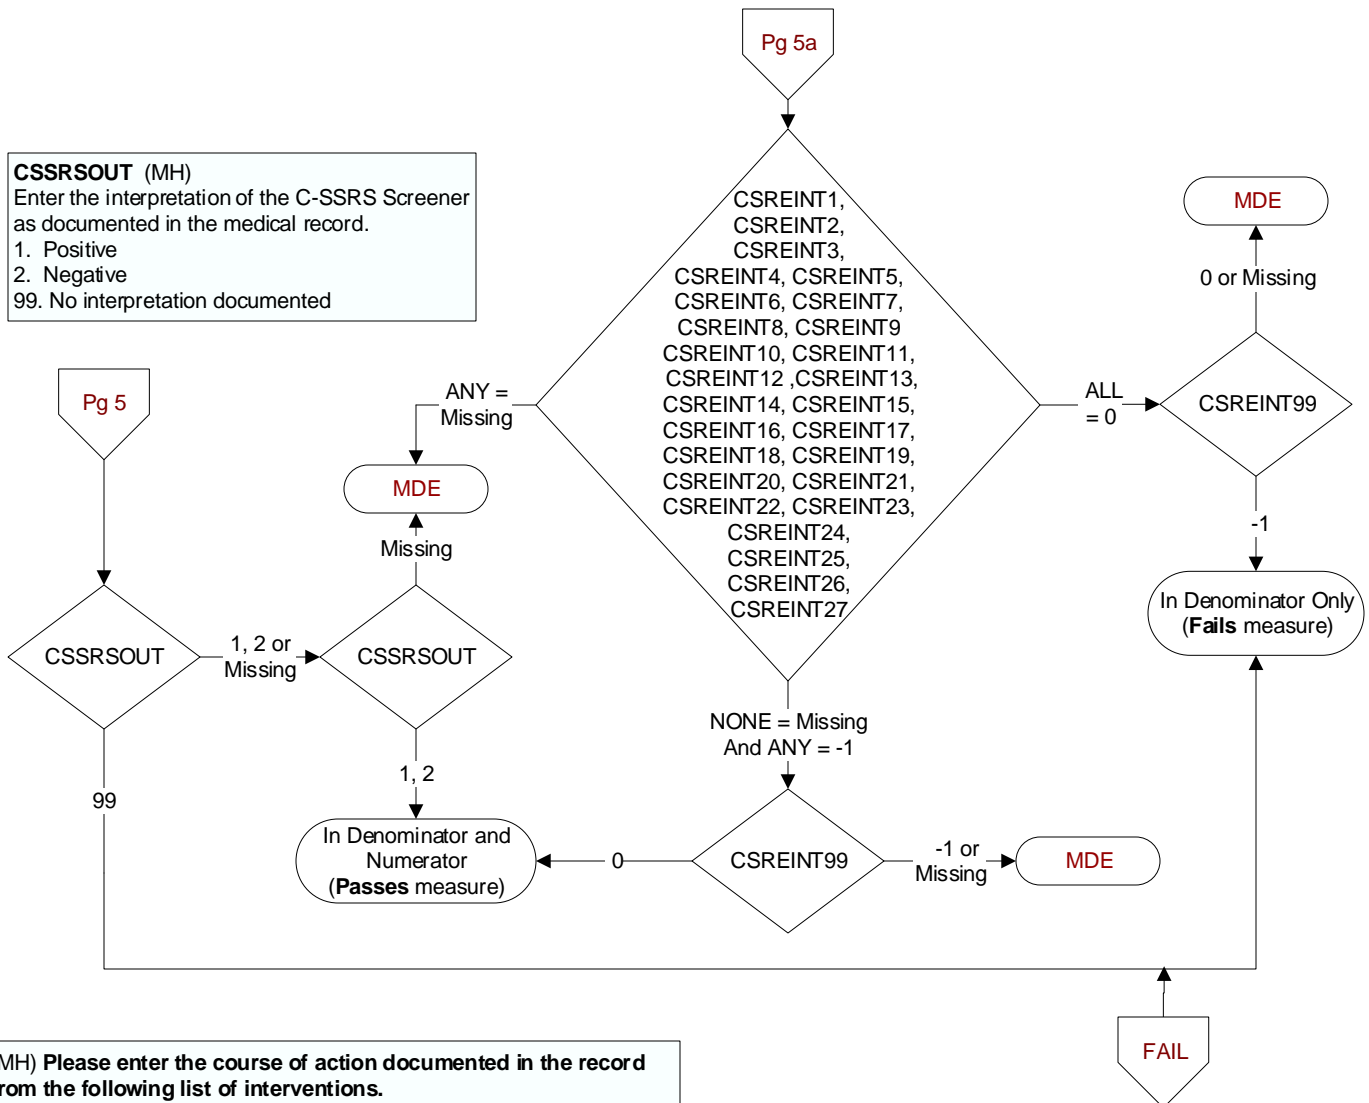 Pg 5a
CSSRSOUT (MH)
Enter the interpretation of the C-SSRS Screener
as documented in the medical record.
1. Positive
2. Negative
99. No interpretation documented
CSREINT1,
CSREINT2,
CSREINT3,
CSREINT4, CSREINT5,
CSREINT6, CSREINT7,
CSREINT8, CSREINT9
CSREINT10, CSREINT11,
CSREINT12 ,CSREINT13,
CSREINT14, CSREINT15,
CSREINT16, CSREINT17,
CSREINT18, CSREINT19,
CSREINT20, CSREINT21,
CSREINT22, CSREINT23,
CSREINT24,
CSREINT25,
CSREINT26,
CSREINT27
MDE
0 or Missing
CSREINT99
ALL
= 0
-1
In Denominator Only
(Fails measure)
Pg 5
ANY =
Missing
MDE
Missing
CSSRSOUT
1, 2 or
Missing
CSSRSOUT
1, 2
99
NONE = Missing
And ANY = -1
In Denominator and
Numerator
(Passes measure)
0
CSREINT99
-1 or
Missing
MDE
FAIL
MH) Please enter the course of action documented in the record
rom the following list of interventions.